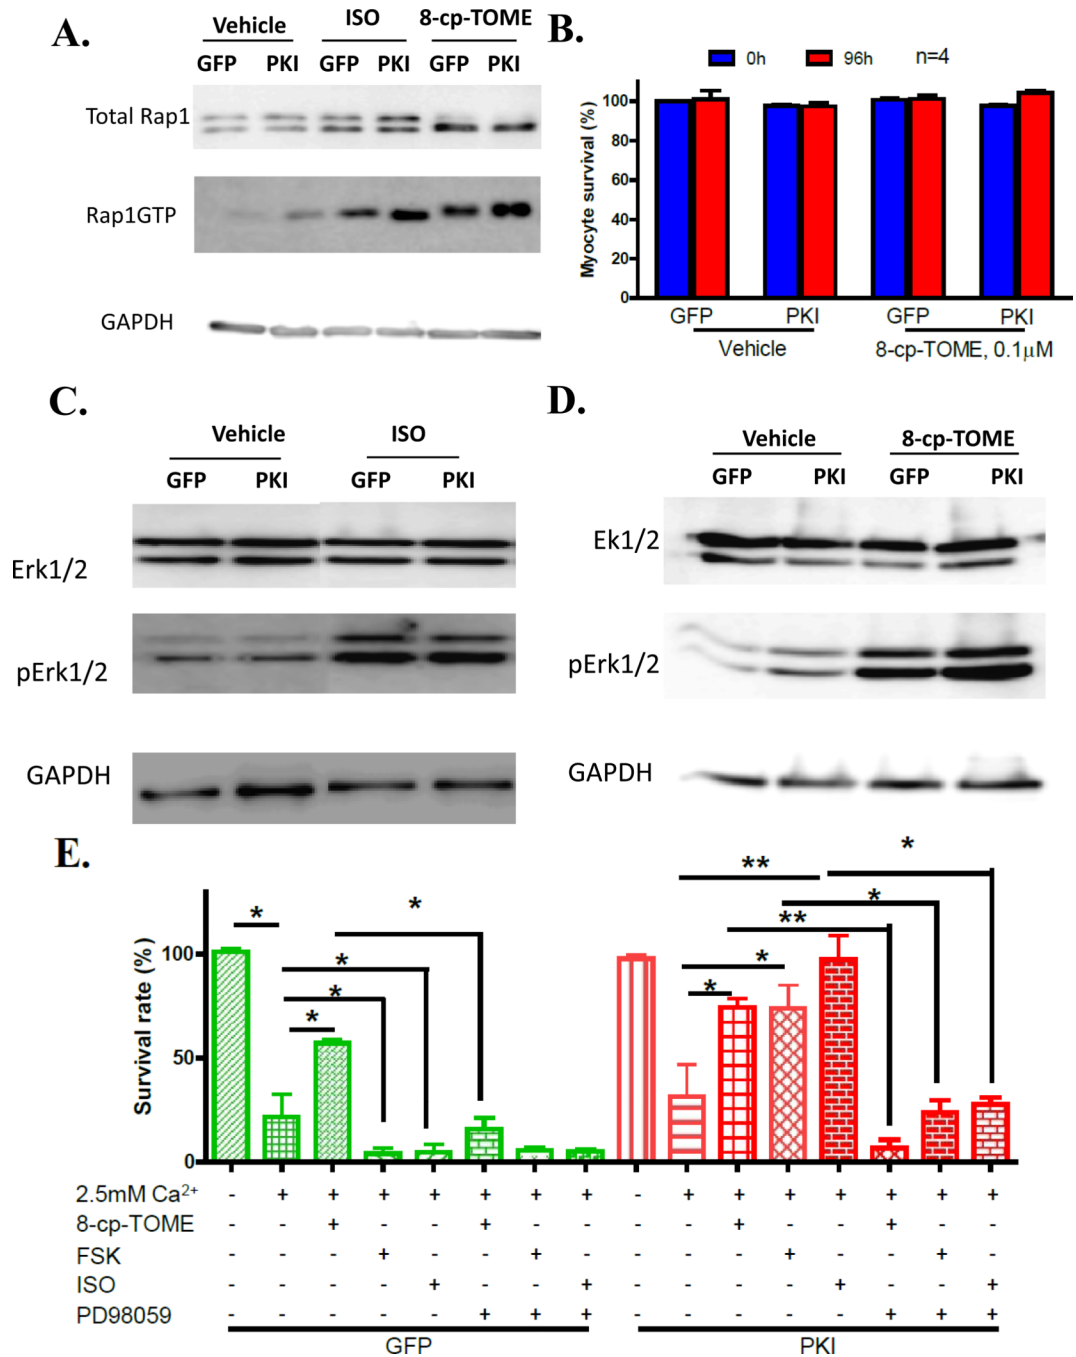 A.
Vehicle ISO 8-cp-TOME
GFP PKI GFP PKI GFP PKI
Total Rap1
Rap1GTP
GAPDH
B.
0h 96h n=4
Myocyte survival (%)
100
80
60
40
20
0
GFP PKI GFP PKI
Vehicle 8-cp-TOME, 0.1μM
C.
Vehicle ISO
GFP PKI GFP PKI
Erk1/2
pErk1/2
GAPDH
D.
Vehicle 8-cp-TOME
GFP PKI GFP PKI
Ek1/2
pErk1/2
GAPDH
E.
Survival rate (%)
100
50
0
* * * * *
** * ** * * *
2.5mM Ca²⁺ - + + + + + + + - + + + + + + +
8-cp-TOME - - + - - + - - - - + - - + - -
FSK - - - + - - + - - - - + - - + -
ISO - - - - + - - + - - - - + - - +
PD98059 - - - - - + + + - - - - - + + +
GFP PKI